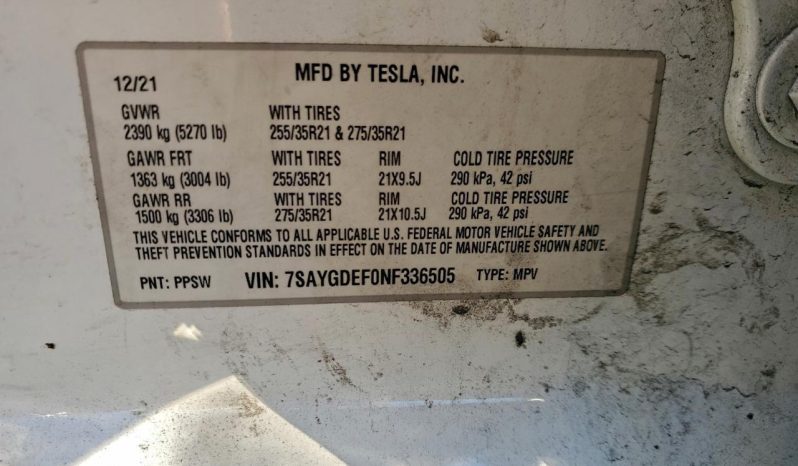 12/21 MFD BY TESLA, INC.
GVWR WITH TIRES
2390 kg (5270 lb) 255/35R21 & 275/35R21
GAWR FRT WITH TIRES RIM COLD TIRE PRESSURE
1363 kg (3004 lb) 255/35R21 21X9.5J 290 kPa, 42 psi
GAWR RR WITH TIRES RIM COLD TIRE PRESSURE
1500 kg (3306 lb) 275/35R21 21X10.5J 290 kPa, 42 psi
THIS VEHICLE CONFORMS TO ALL APPLICABLE U.S. FEDERAL MOTOR VEHICLE SAFETY AND
THEFT PREVENTION STANDARDS IN EFFECT ON THE DATE OF MANUFACTURE SHOWN ABOVE.
PNT: PPSW VIN: 7SAYGDEF0NF336505 TYPE: MPV